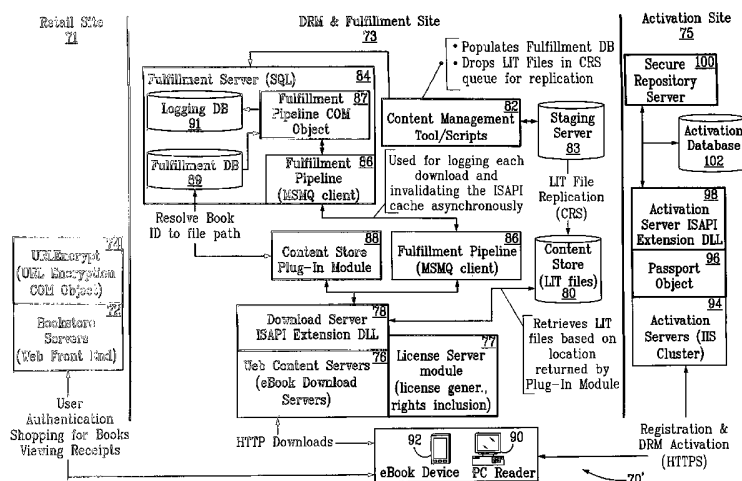 Retail Site
71
DRM & Fulfillment Site
73
Activation Site
75
• Populates Fulfillment DB
• Drops LIT Files in CRS
queue for replication
Fulfillment Server (SQL)
84
Logging DB
91
Fulfillment
Pipeline COM
Object
87
Fulfillment DB
89
Fulfillment
Pipeline
(MSMQ client)
86
Content Management
Tool/Scripts
82
Staging
Server
83
Secure
Repository
Server
100
Activation
Database
102
Used for logging each
download and
invalidating the ISAPI
cache asynchronously
LIT File
Replication
(CRS)
Resolve Book
ID to file path
Content Store
Plug-In Module
88
Fulfillment Pipeline
(MSMQ client)
86
Content
Store
(LIT files)
80
Activation
Server ISAPI
Extension DLL
98
Passport
Object
96
Activation
Servers (IIS
Cluster)
94
URLEncrypt
(URL Encryption
COM Object)
74
Bookstore
Servers
(Web Front End)
72
Download Server
ISAPI Extension DLL
78
Web Content Servers
(eBook Download
Servers)
76
License Server
module
(license gener.,
rights inclusion)
77
Retrieves LIT
files based on
location
returned by
Plug-In Module
User
Authentication
Shopping for Books
Viewing Receipts
HTTP Downloads
92
90
eBook Device
PC Reader
Registration &
DRM Activation
(HTTPS)
70'